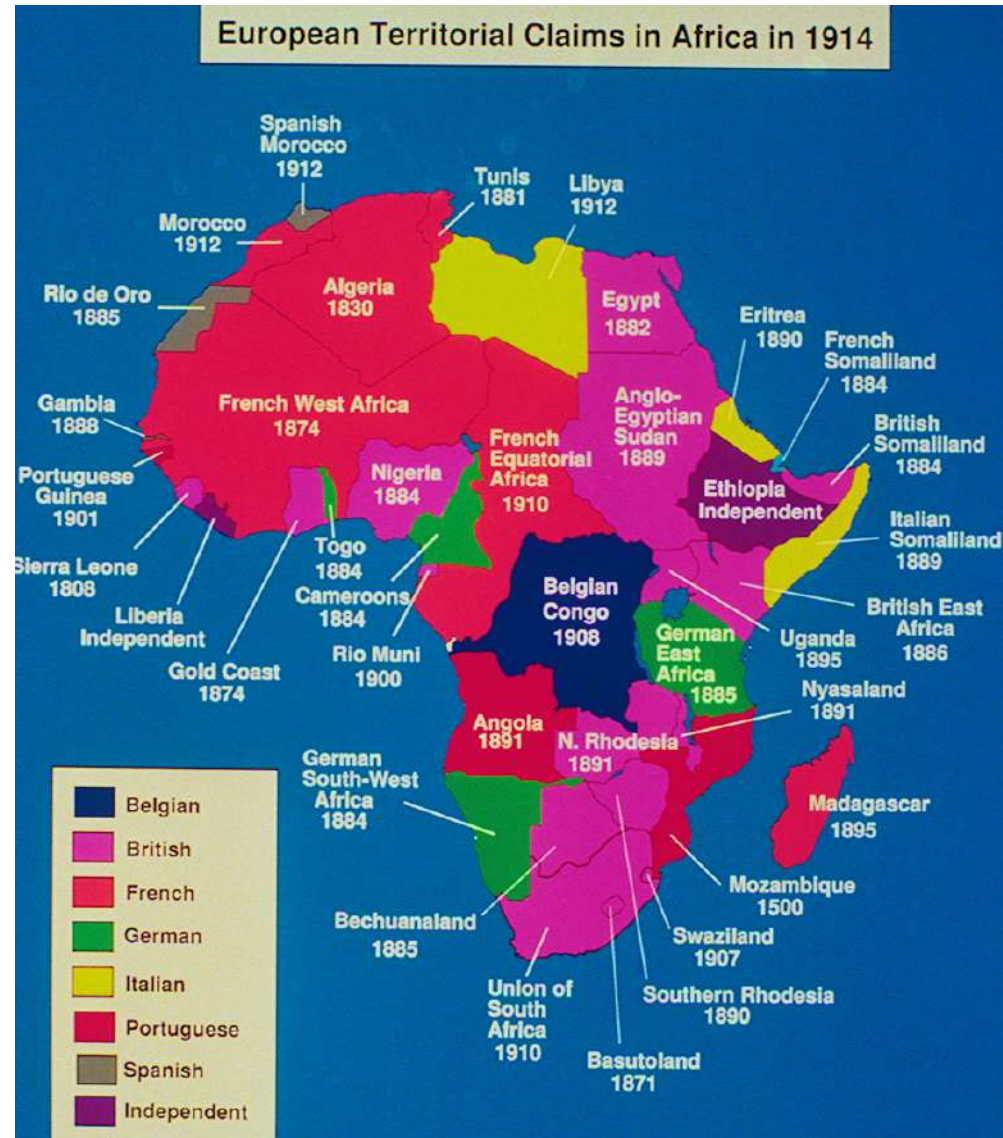 European Territorial Claims in Africa in 1914
Spanish
Morocco
1912
Tunis
1881
Libya
1912
Morocco
1912
Rio de Oro
1885
Algeria
1830
Egypt
1882
Eritrea
1890
French
Somaliland
1884
Gambia
1888
French West Africa
1874
Anglo-
Egyptian
Sudan
1889
British
Somaliland
1884
Portuguese
Guinea
1901
Nigeria
1884
French
Equatorial
Africa
1910
Ethiopia
Independent
Italian
Somaliland
1889
Sierra Leone
1808
Togo
1884
Liberia
Independent
Cameroons
1884
Belgian
Congo
1908
British East
Africa
1886
Gold Coast
1874
Rio Muni
1900
German
East
Africa
1885
Uganda
1895
Nyasaland
1891
Angola
1891
N. Rhodesia
1891
German
South-West
Africa
1884
Madagascar
1895
Mozambique
1500
Bechuanaland
1885
Swaziland
1907
Union of
South
Africa
1910
Southern Rhodesia
1890
Basutoland
1871
Belgian
British
French
German
Italian
Portuguese
Spanish
Independent